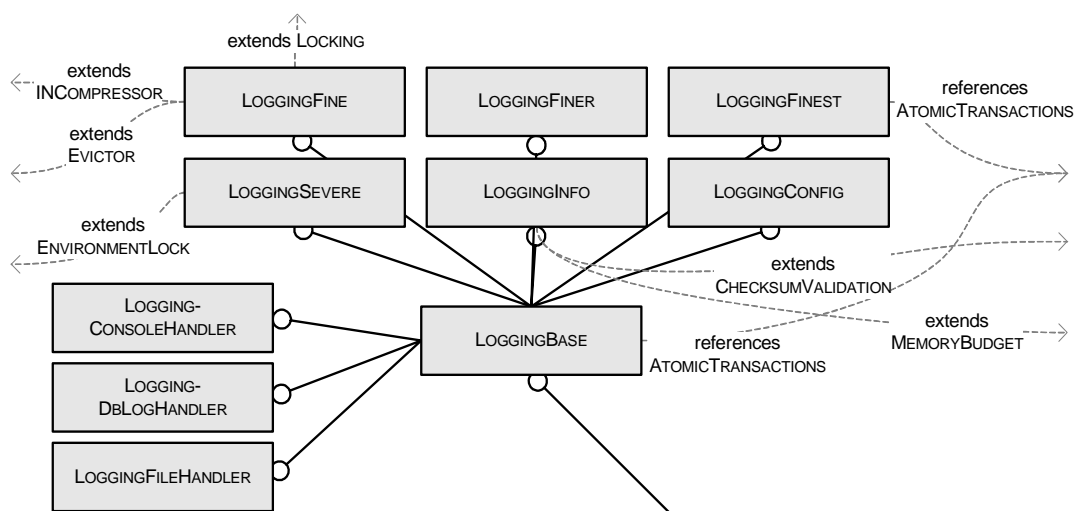 extends LOCKING
extends
INCOMPRESSOR
LOGGINGFINE
LOGGINGFINER
LOGGINGFINEST
references
ATOMICTRANSACTIONS
extends
EVICTOR
LOGGINGSEVERE
LOGGINGINFO
LOGGINGCONFIG
extends
ENVIRONMENTLOCK
extends
CHECKSUMVALIDATION
LOGGING-
CONSOLEHANDLER
LOGGINGBASE
references
ATOMICTRANSACTIONS
extends
MEMORYBUDGET
LOGGING-
DBLOGHANDLER
LOGGINGFILEHANDLER